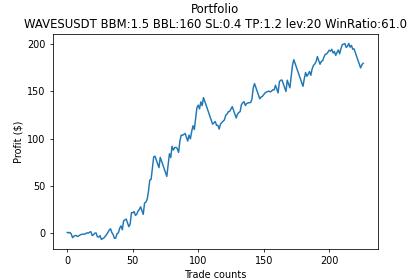 Portfolio
WAVESUSDT BBM:1.5 BBL:160 SL:0.4 TP:1.2 lev:20 WinRatio:61.0
200
150
100
50
0
Profit ($)
0 50 100 150 200
Trade counts